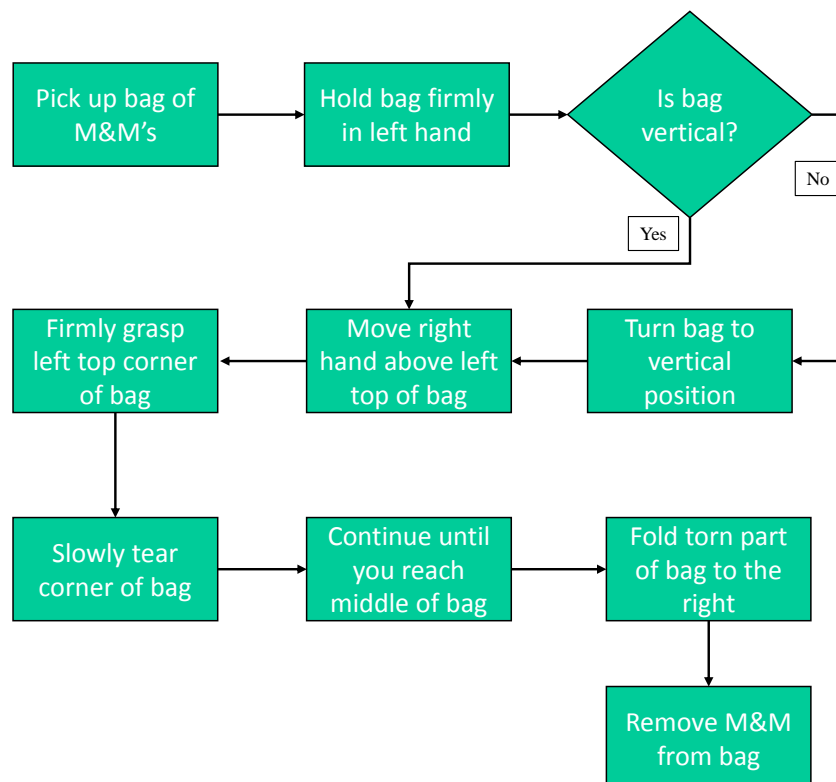 Pick up bag of
M&M's
Hold bag firmly
in left hand
Is bag
vertical?
No
Yes
Firmly grasp
left top corner
of bag
Move right
hand above left
top of bag
Turn bag to
vertical
position
Slowly tear
corner of bag
Continue until
you reach
middle of bag
Fold torn part
of bag to the
right
Remove M&M
from bag